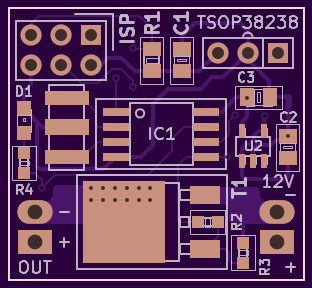 ISP
R1
C1
TSOP38238
D1
C3
IC1
C2
U2
R4
T1
12V
−
−
+
R2
OUT
R3
+